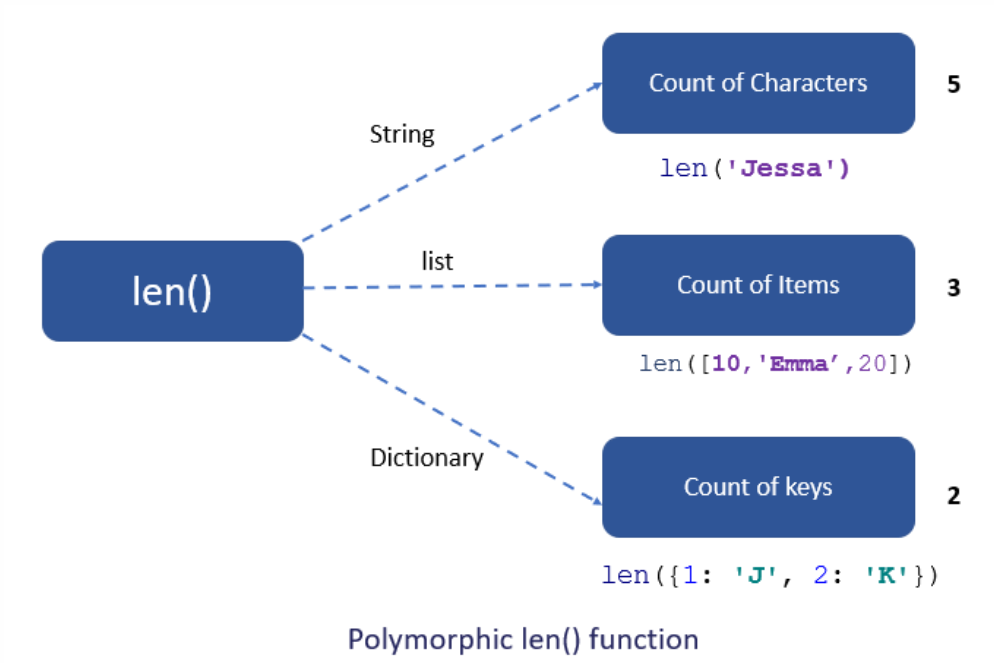 Count of Characters 5
String
len('Jessa')
list
len()
Count of Items 3
len([10,'Emma’,20])
Dictionary
Count of keys 2
len({1: 'J', 2: 'K'})
Polymorphic len() function